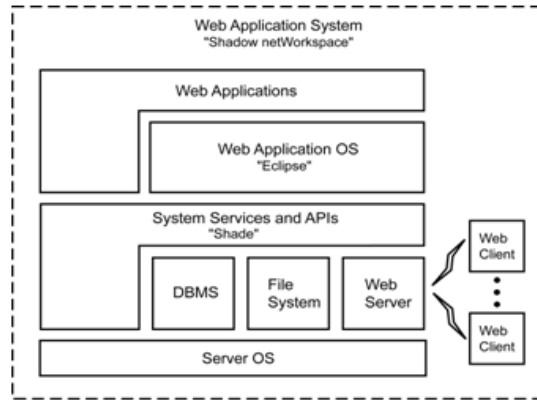 Web Application System
"Shadow netWorkspace"
Web Applications
Web Application OS
"Eclipse"
System Services and APIs
"Shade"
DBMS
File
System
Web
Server
Web
Client
Web
Client
Server OS